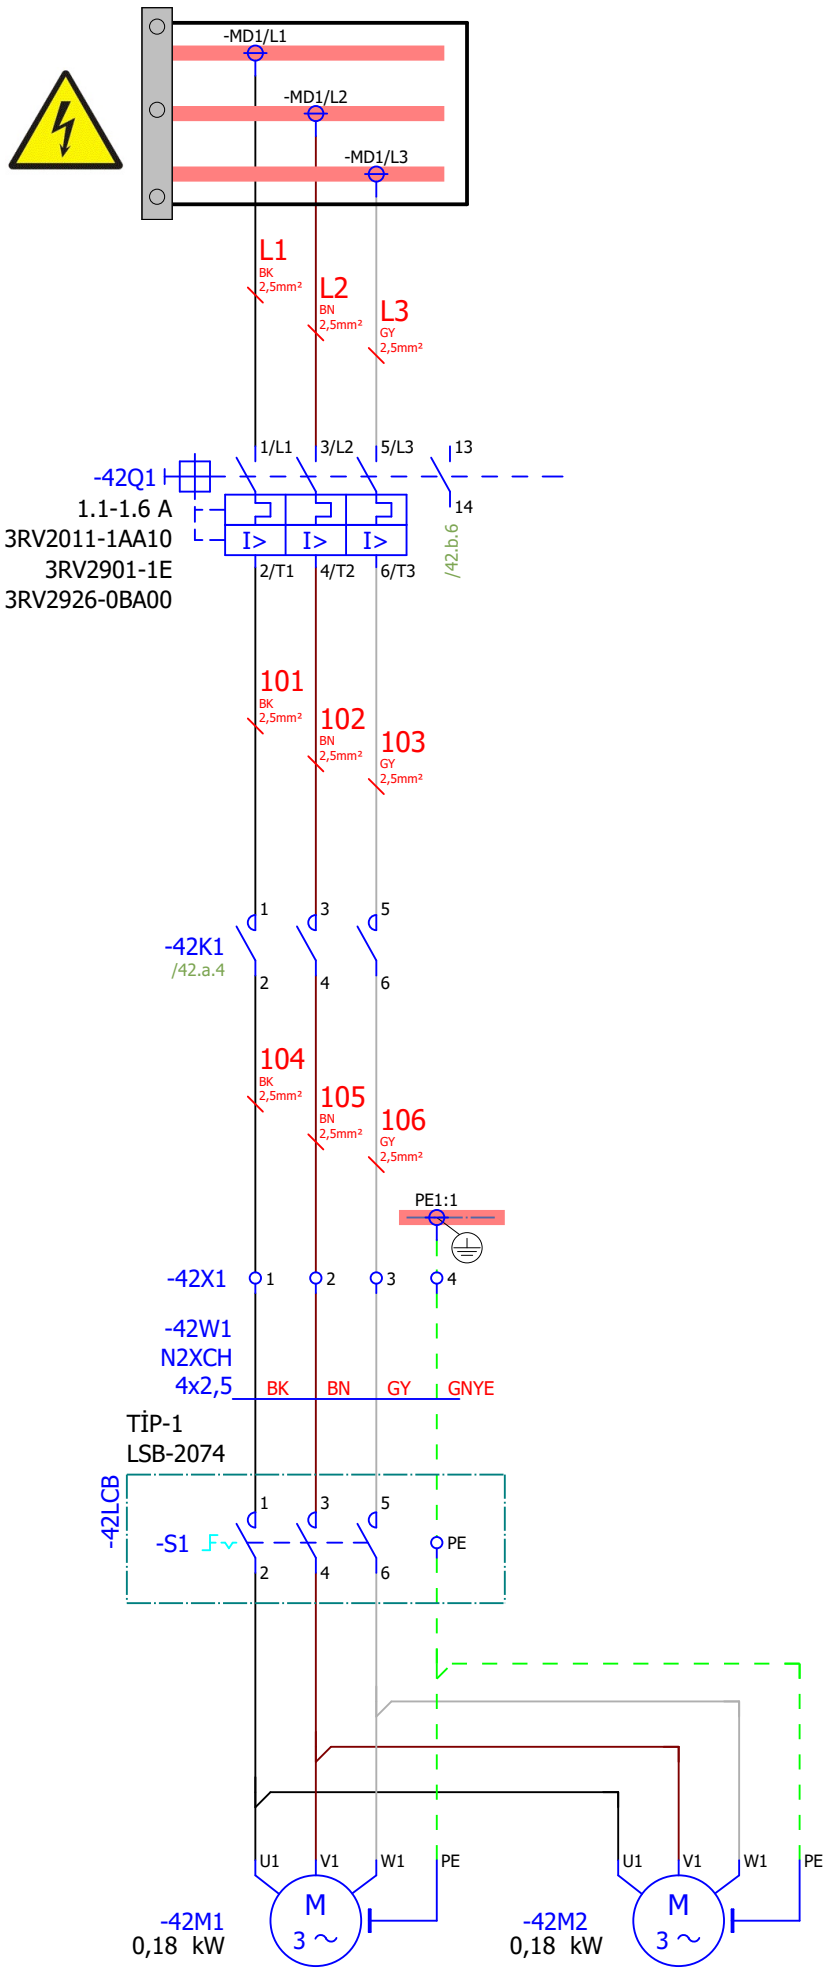 -MD1/L1
-MD1/L2
-MD1/L3
L1
BK
2,5mm²
L2
BN
2,5mm²
L3
GY
2,5mm²
1/L1 3/L2 5/L3 13
-42Q1
14
1.1-1.6 A
3RV2011-1AA10
3RV2901-1E
3RV2926-0BA00
I> I> I>
/42.b.6
2/T1 4/T2 6/T3
101
BK
2,5mm²
102
BN
2,5mm²
103
GY
2,5mm²
1 3 5
-42K1
/42.a.4
2 4 6
104
BK
2,5mm²
105
BN
2,5mm²
106
GY
2,5mm²
PE1:1
-42X1 1 2 3 4
-42W1
N2XCH
4x2,5 BK BN GY GNYE
TİP-1
LSB-2074
-42LCB
1 3 5
-S1 PE
2 4 6
U1 V1 W1 PE U1 V1 W1 PE
M M
3 ~ 3 ~
-42M1 -42M2
0,18 kW 0,18 kW